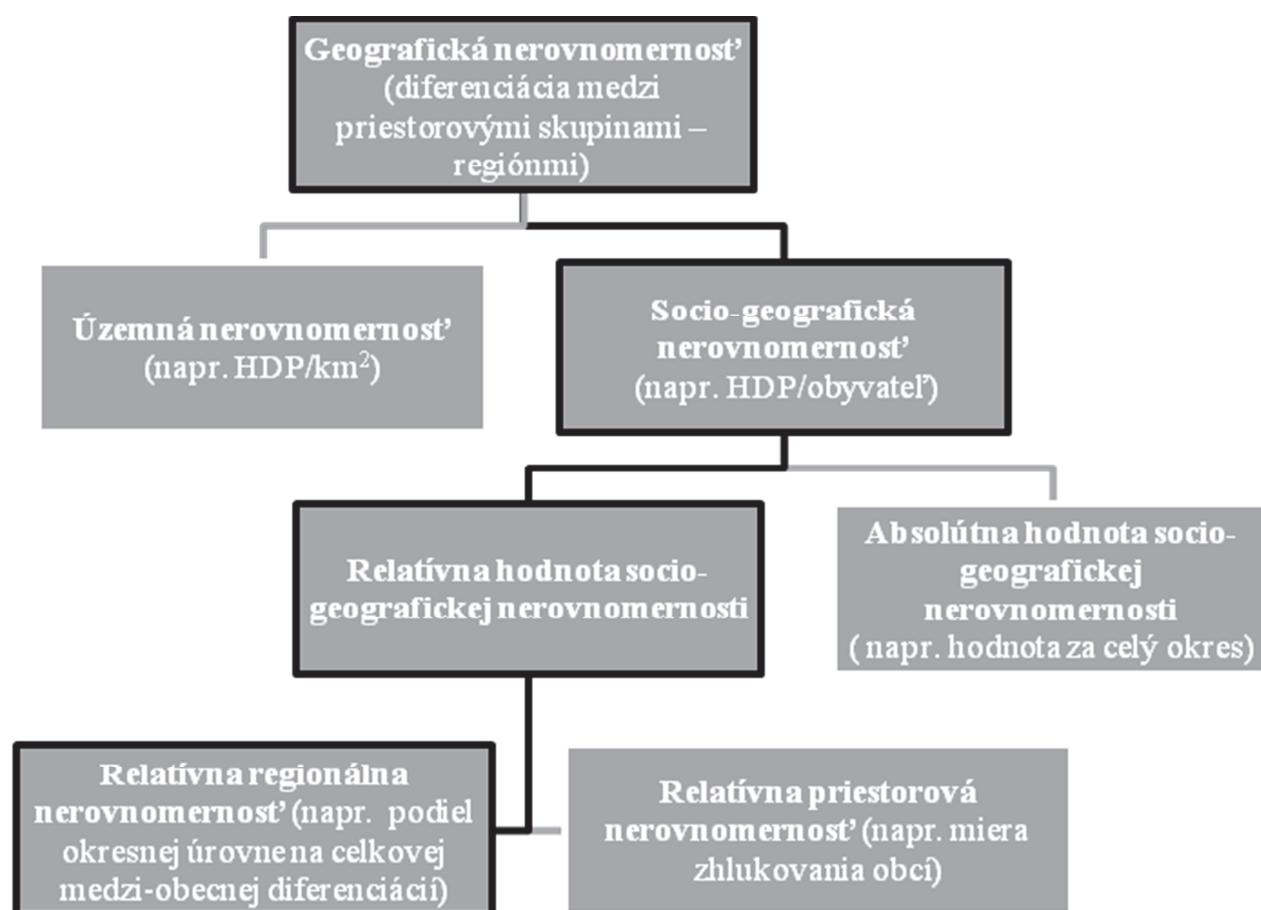 Geografická nerovnomernosť
(diferenciácia medzi
priestorovými skupinami –
regiónmi)
Územná nerovnomernosť
(napr. HDP/km²)
Socio-geografická
nerovnomernosť
(napr. HDP/obyvateľ)
Relatívna hodnota socio-
geografickej nerovnomernosti
Absolútna hodnota socio-
geografickej
nerovnomernosti
( napr. hodnota za celý okres)
Relatívna regionálna
nerovnomernosť (napr. podiel
okresnej úrovne na celkovej
medzi-obecnej diferenciácií)
Relatívna priestorová
nerovnomernosť (napr. miera
zhlukovania obcí)